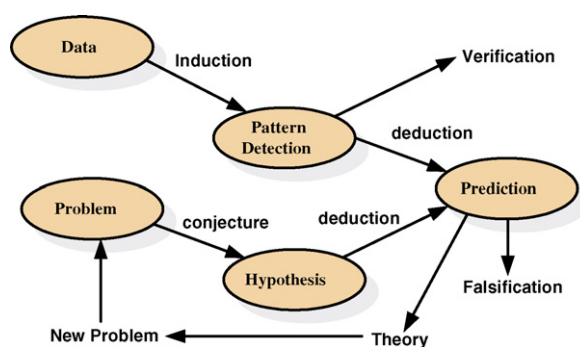 Data
Induction
Verification
Pattern
Detection
deduction
Prediction
Problem
conjecture
deduction
Hypothesis
Falsification
New Problem
Theory